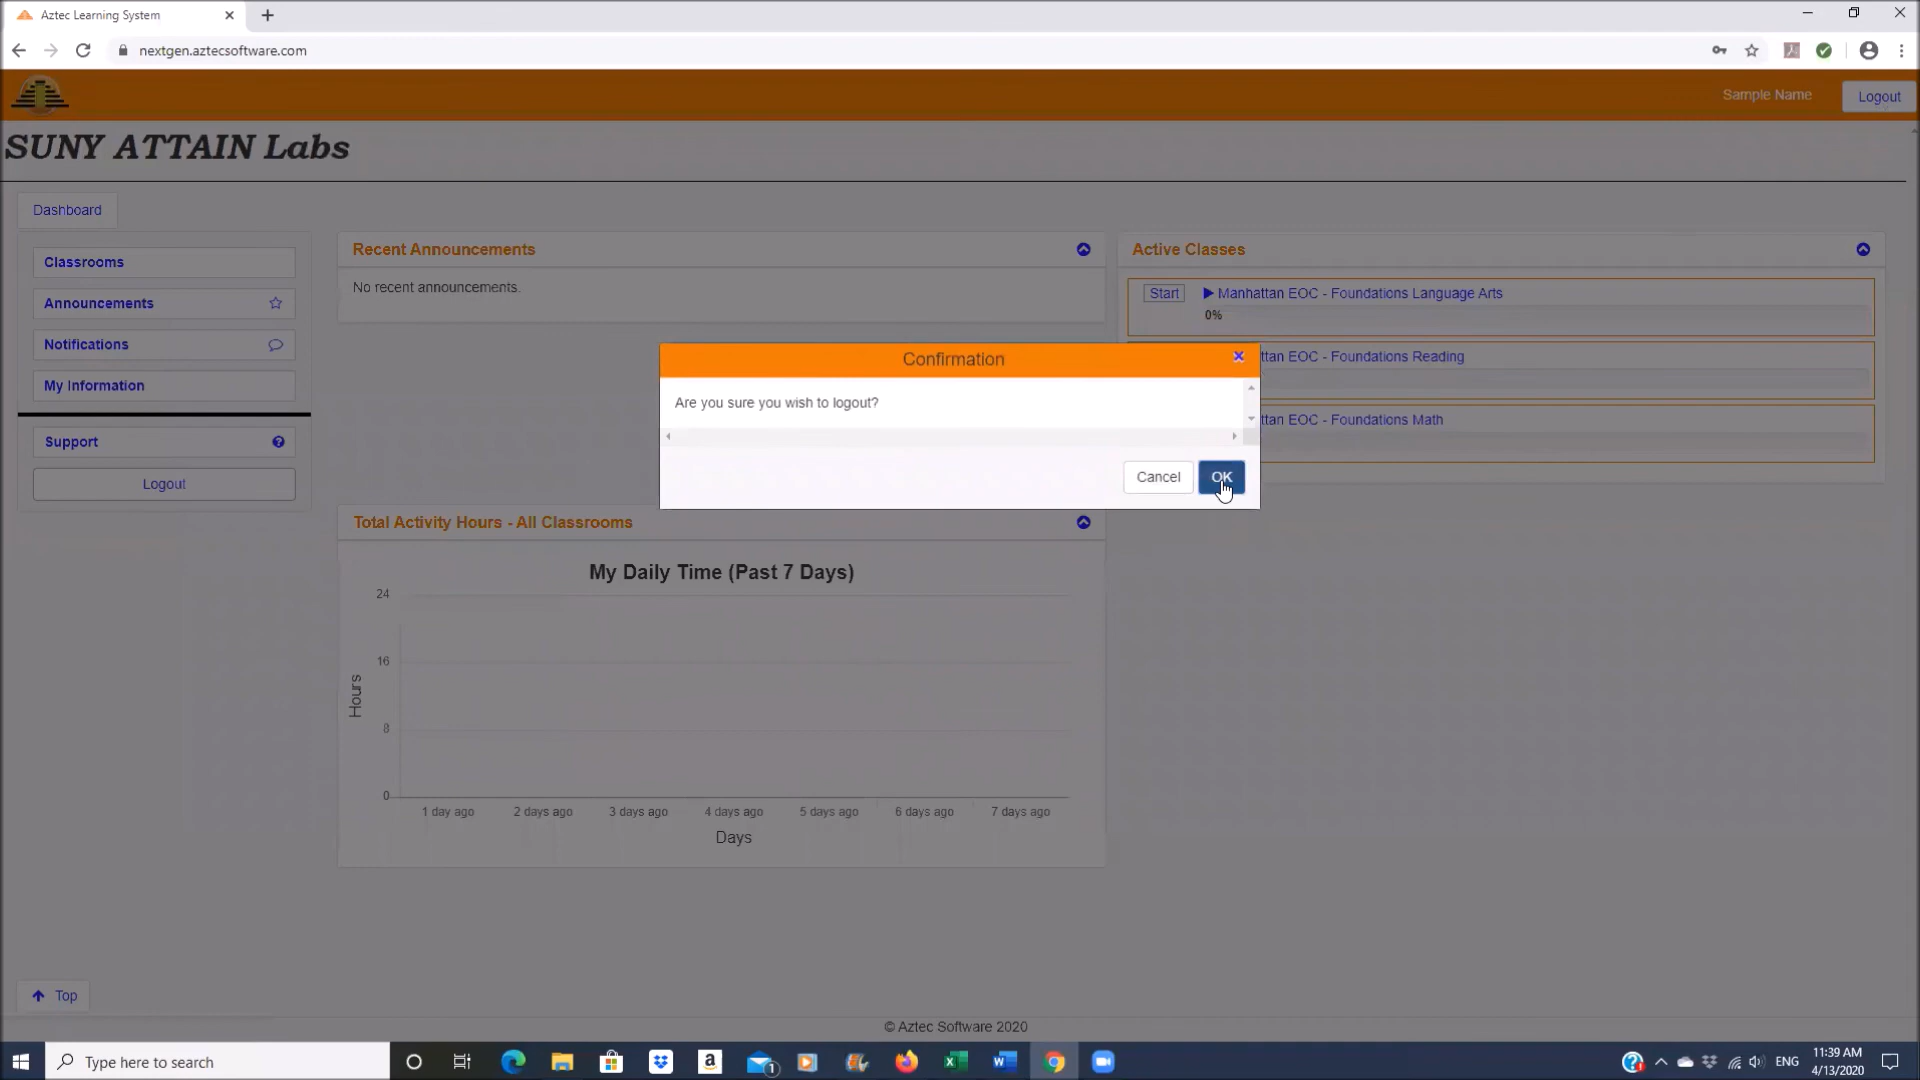 Aztec Learning System
nextgen.aztecsoftware.com
Sample Name
Logout
SUNY ATTAIN Labs
Dashboard
Classrooms
Announcements
Notifications
My Information
Support
Logout
Recent Announcements
No recent announcements.
Active Classes
Start
Manhattan EOC - Foundations Language Arts
0%
ttan EOC - Foundations Reading
ttan EOC - Foundations Math
Confirmation
Are you sure you wish to logout?
Cancel
OK
Total Activity Hours - All Classrooms
My Daily Time (Past 7 Days)
24
16
8
0
Hours
1 day ago
2 days ago
3 days ago
4 days ago
5 days ago
6 days ago
7 days ago
Days
Top
© Aztec Software 2020
Type here to search
1
ENG
11:39 AM
4/13/2020